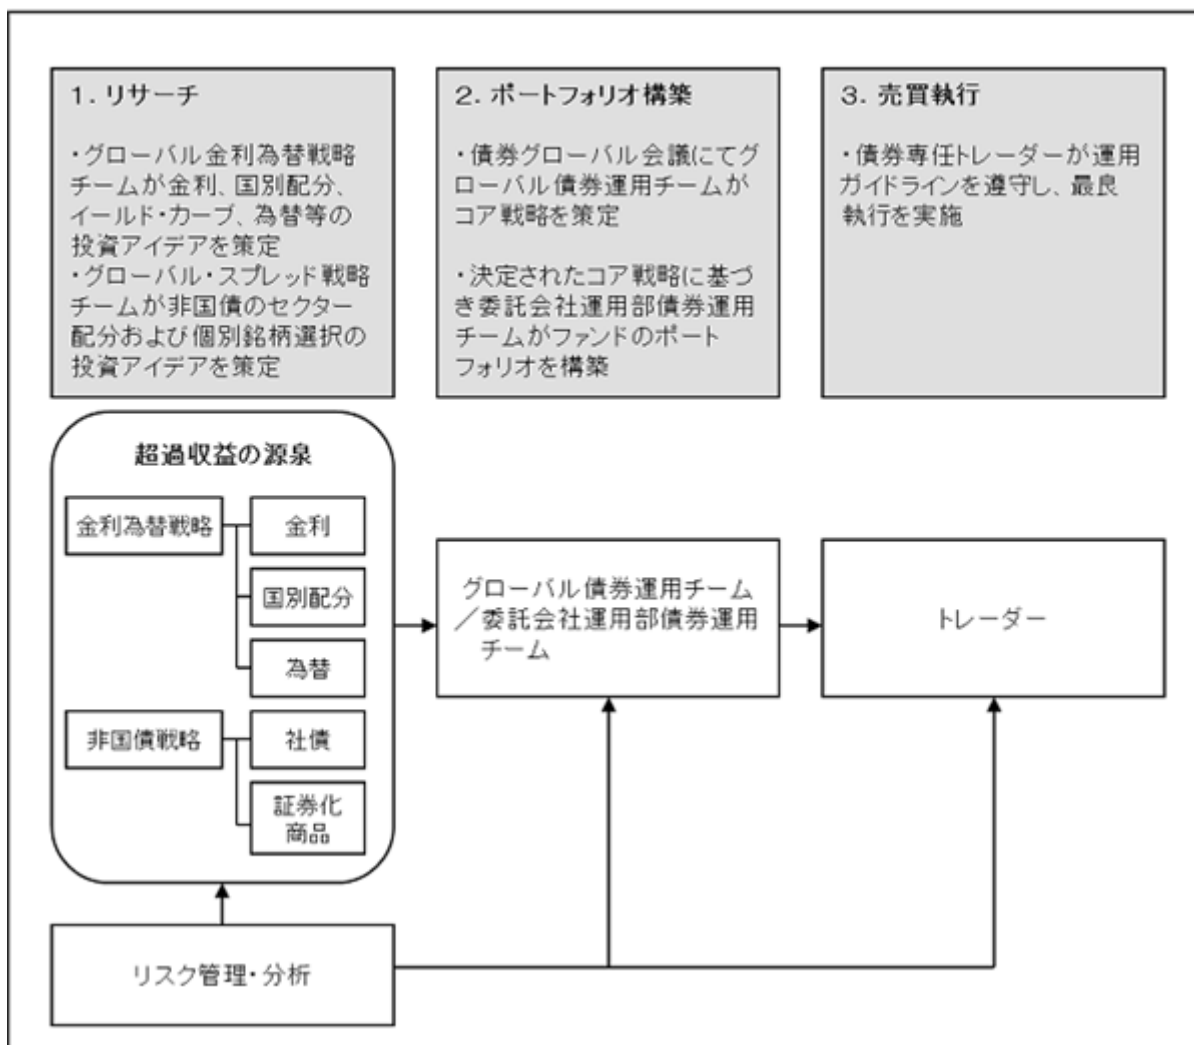 1．リサーチ
・グローバル金利為替戦略
チームが金利、国別配分、
イールド・カーブ、為替等の
投資アイデアを策定
・グローバル・スプレッド戦略
チームが非国債のセクター
配分および個別銘柄選択の
投資アイデアを策定
2．ポートフォリオ構築
・債券グローバル会議にてグ
ローバル債券運用チームが
コア戦略を策定
・決定されたコア戦略に基づ
き委託会社運用部債券運用
チームがファンドのポート
フォリオを構築
3．売買執行
・債券専任トレーダーが運用
ガイドラインを遵守し、最良
執行を実施
超過収益の源泉
金利為替戦略
金利
国別配分
為替
非国債戦略
社債
証券化
商品
グローバル債券運用チーム
／委託会社運用部債券運用
チーム
トレーダー
リスク管理・分析